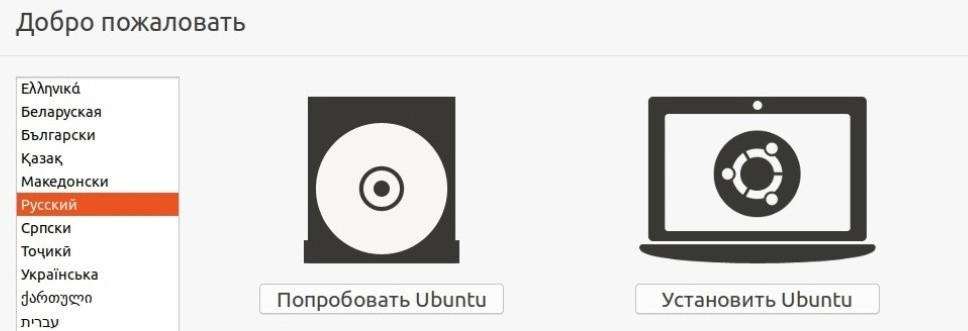 Добро пожаловать
Ελληνικά
Беларуская
Български
Қазақ
Македонски
Русский
Српски
Тоҷикӣ
Українська
ქართული
עברית
Попробовать Ubuntu
Установить Ubuntu